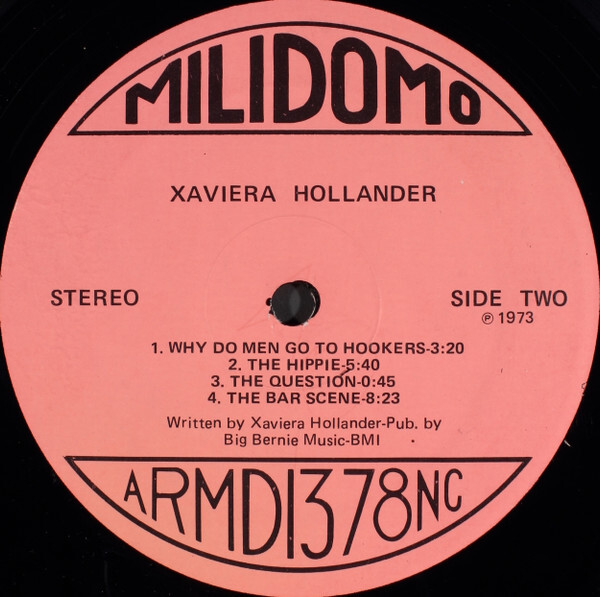 MILIDOMO
XAVIERA HOLLANDER
STEREO
SIDE TWO
℗ 1973
1. WHY DO MEN GO TO HOOKERS-3:20
2. THE HIPPIE-5:40
3. THE QUESTION-0:45
4. THE BAR SCENE-8:23
Written by Xaviera Hollander-Pub. by
Big Bernie Music-BMI
ARMD1378NC